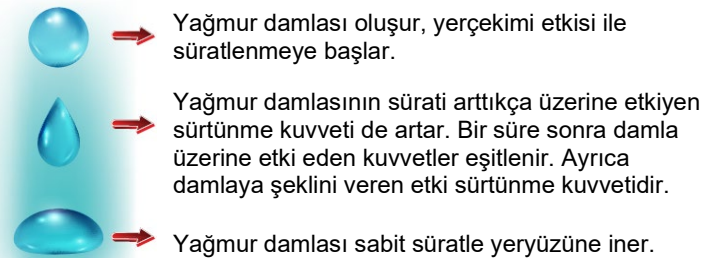 Yağmur damlası oluşur, yerçekimi etkisi ile
süratlenmeye başlar.
Yağmur damlasının sürati arttıkça üzerine etkiyen
sürtünme kuvveti de artar. Bir süre sonra damla
üzerine etki eden kuvvetler eşitlenir. Ayrıca
damlaya şeklini veren etki sürtünme kuvvetidir.
Yağmur damlası sabit süratle yeryüzüne iner.